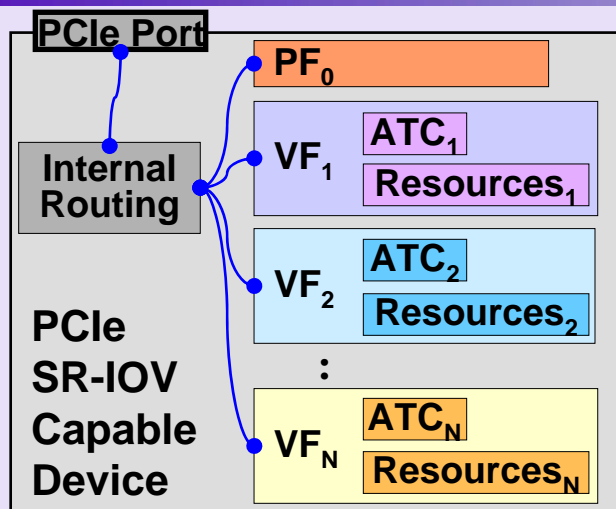 PCIe Port
PF0
Internal
Routing
VF1
ATC1
Resources1
VF2
ATC2
Resources2
:
VFN
ATCN
ResourcesN
PCIe
SR-IOV
Capable
Device